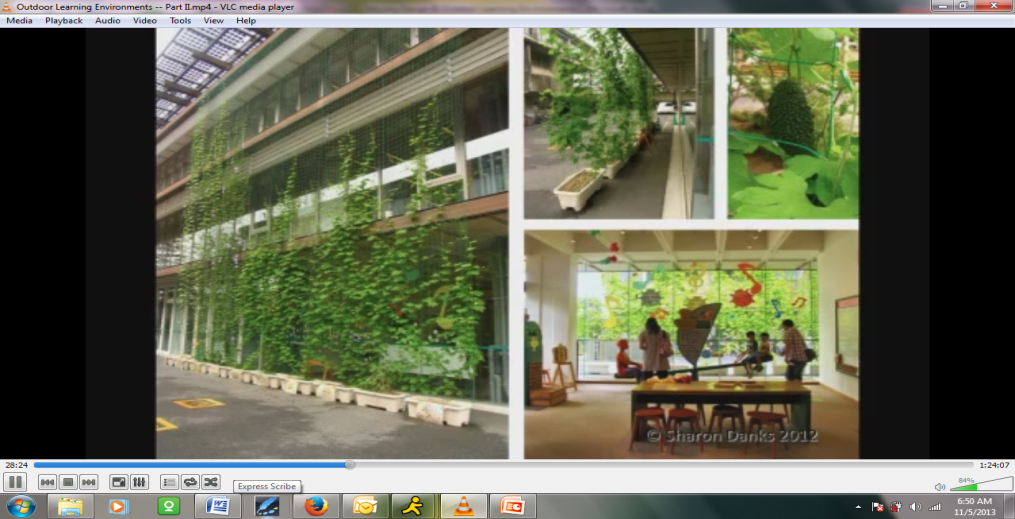 Outdoor Learning Environments -- Part II.mp4 - VLC media player
Media Playback Audio Video Tools View Help
© Sharon Danks 2012
28:24 1:24:07
84%
Express Scribe
6:50 AM
11/5/2013